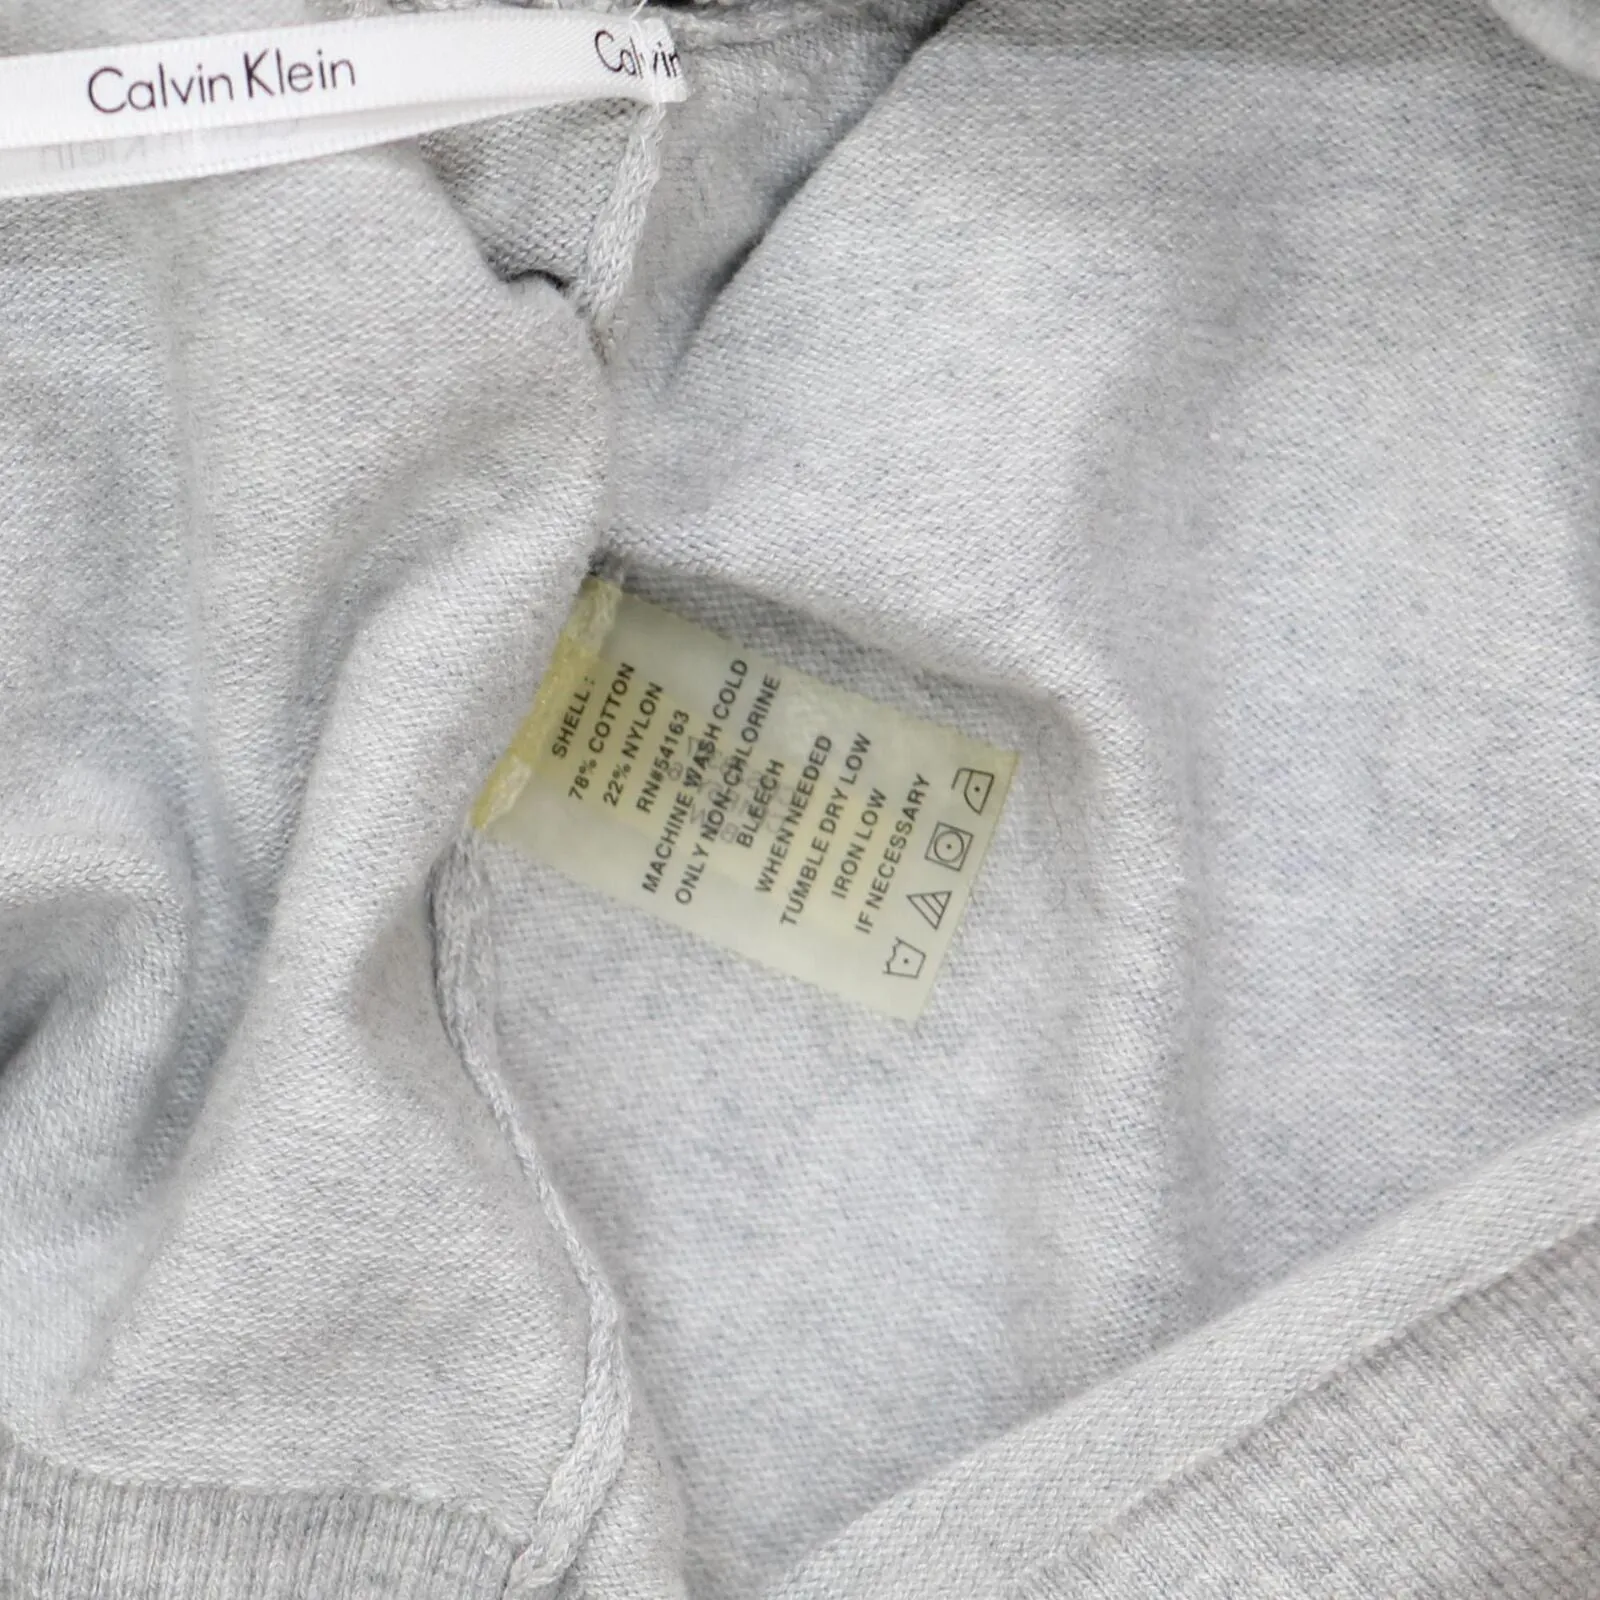 Calvin Klein
Calvin
SHELL:
78% COTTON
22% NYLON
RN#54163
MACHINE WASH COLD
ONLY NON-CHLORINE
BLEECH
WHEN NEEDED
TUMBLE DRY LOW
IRON LOW
IF NECESSARY